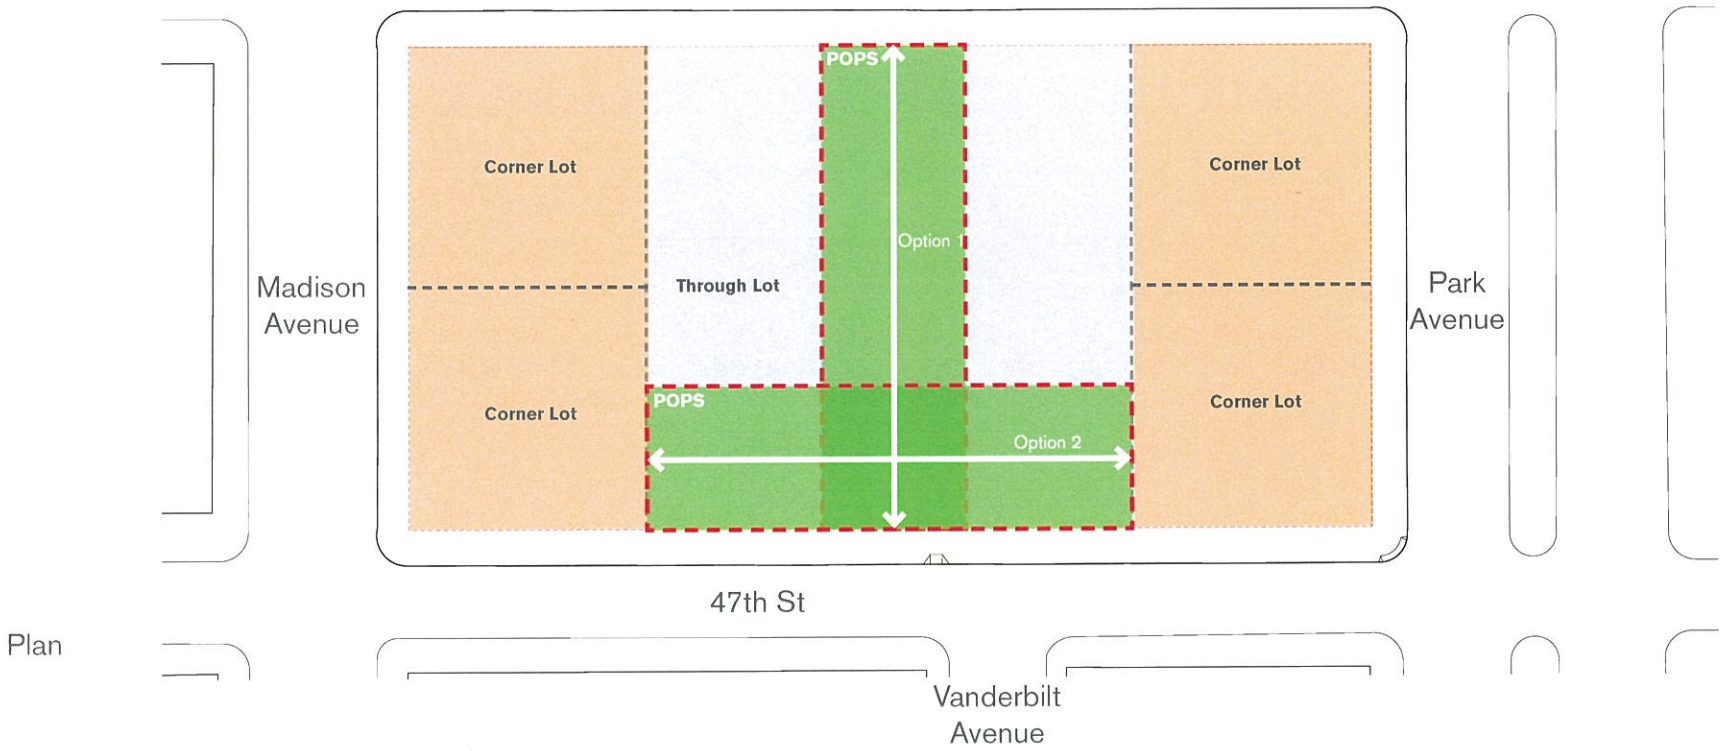 POPS
Corner Lot
Corner Lot
Option 1
Madison
Avenue
Through Lot
Park
Avenue
POPS
Corner Lot
Corner Lot
Option 2
47th St
Plan
Vanderbilt
Avenue